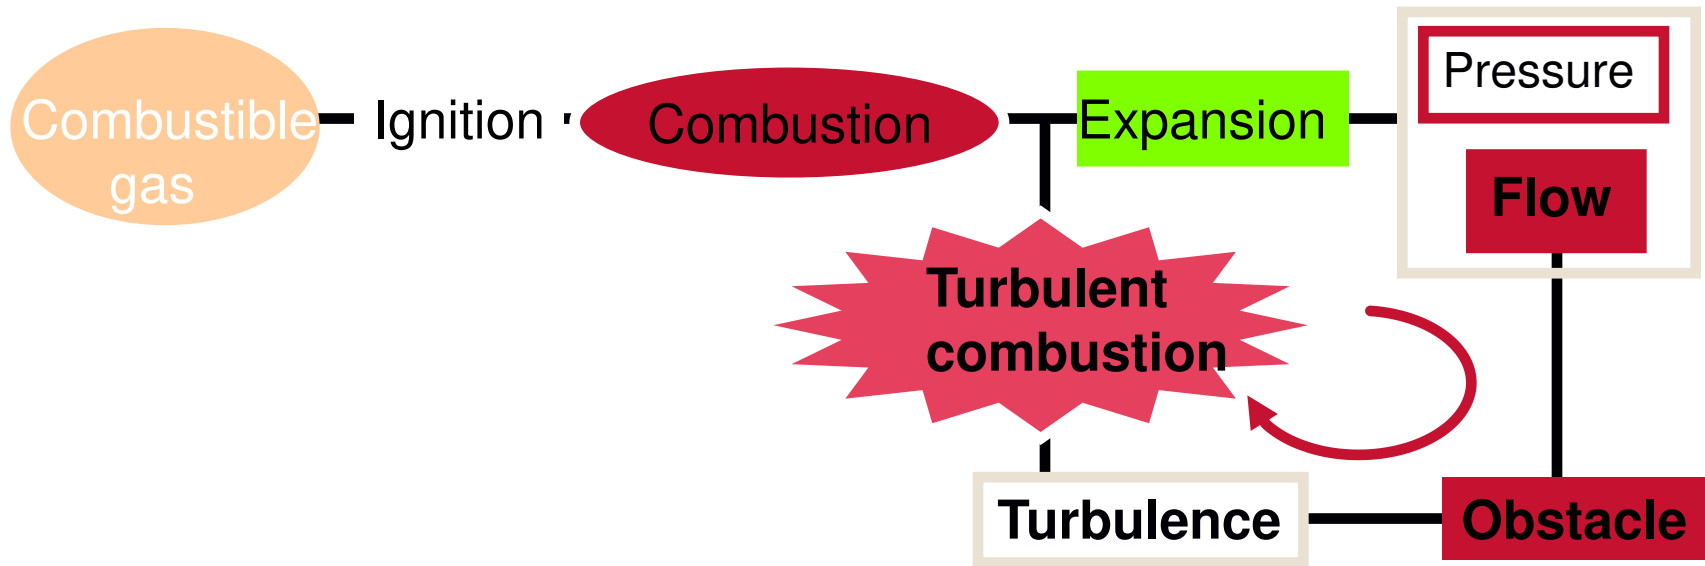 Combustible
gas
Ignition
Combustion
Expansion
Pressure
Flow
Turbulent
combustion
Turbulence
Obstacle